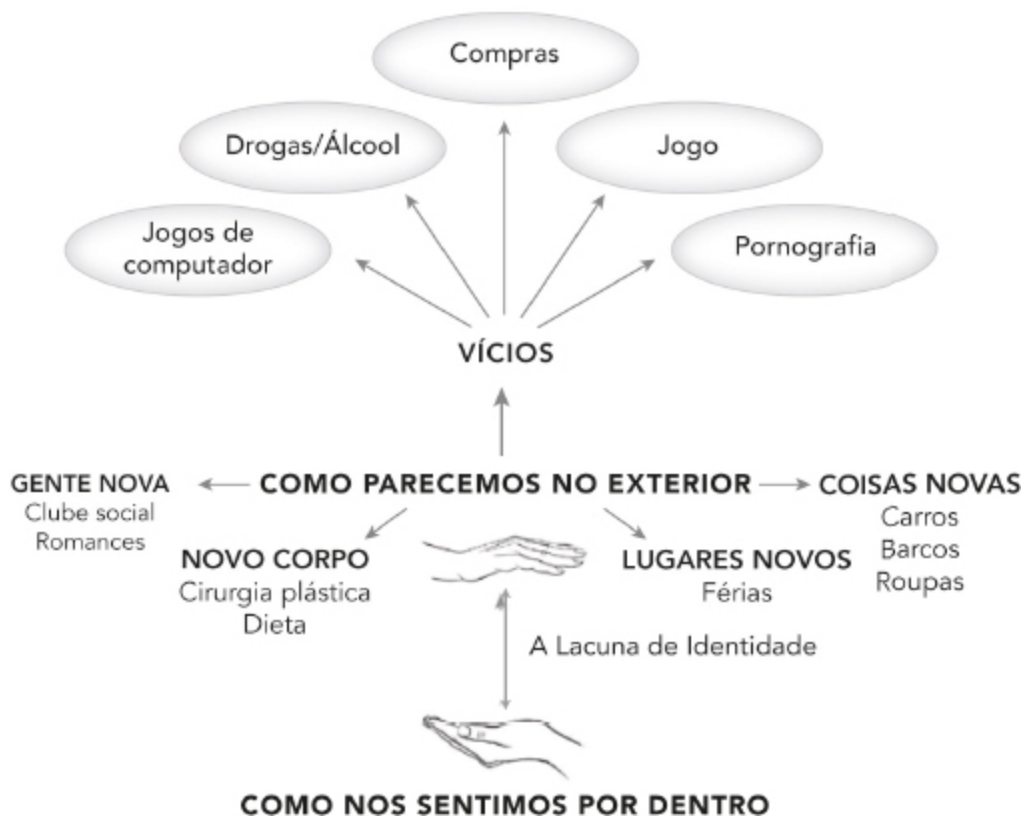 Compras
Drogas/Álcool
Jogo
Jogos de
computador
Pornografia
VÍCIOS
GENTE NOVA
Clube social
Romances
COMO PARECEMOS NO EXTERIOR
COISAS NOVAS
Carros
Barcos
Roupas
NOVO CORPO
Cirurgia plástica
Dieta
LUGARES NOVOS
Férias
A Lacuna de Identidade
COMO NOS SENTIMOS POR DENTRO